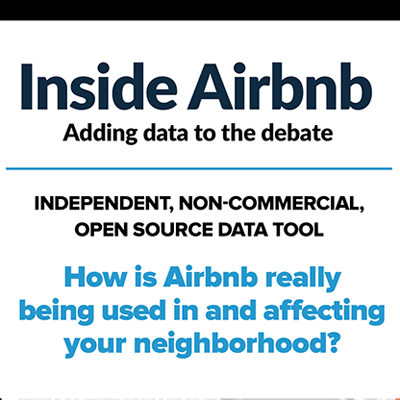 Inside Airbnb
Adding data to the debate
INDEPENDENT, NON-COMMERCIAL,
OPEN SOURCE DATA TOOL
How is Airbnb really
being used in and affecting
your neighborhood?